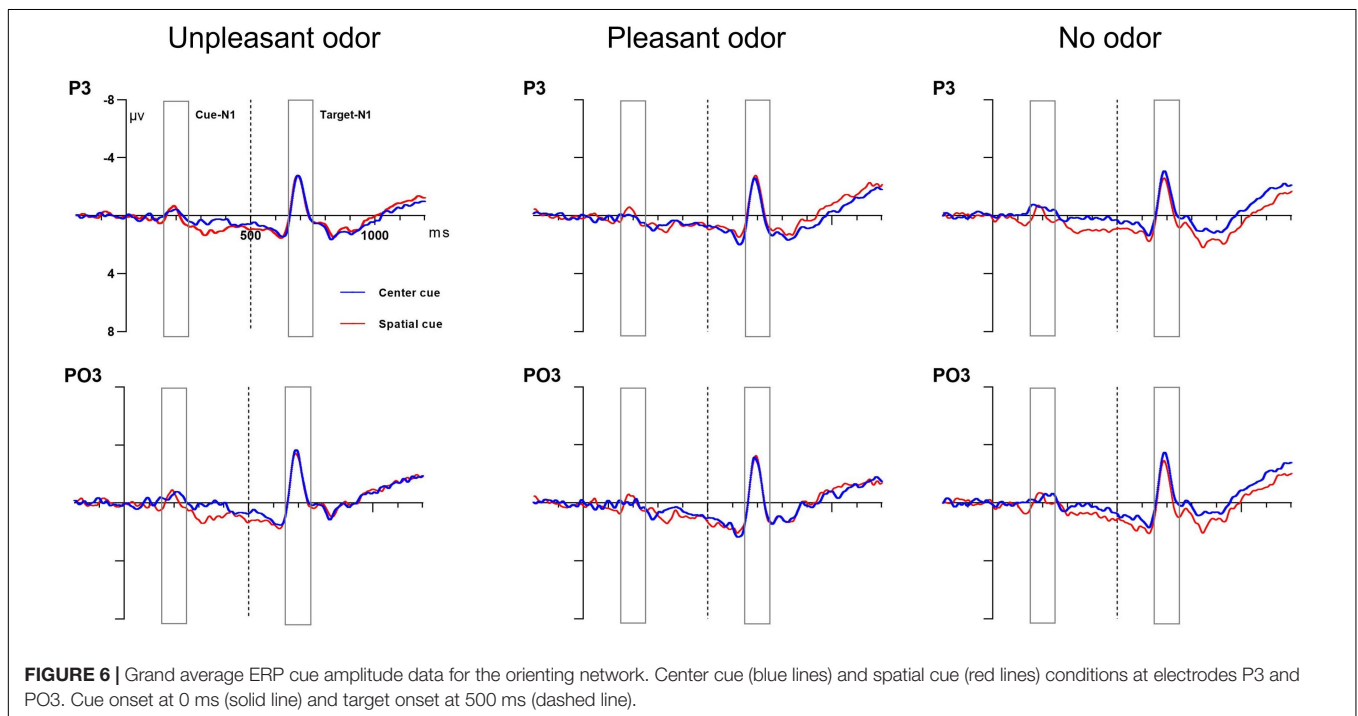 Unpleasant odor
Pleasant odor
No odor
P3
-8
μv
Cue-N1
Target-N1
-4
0
500
1000
ms
4
8
Center cue
Spatial cue
P3
P3
PO3
PO3
PO3
FIGURE 6 | Grand average ERP cue amplitude data for the orienting network. Center cue (blue lines) and spatial cue (red lines) conditions at electrodes P3 and
PO3. Cue onset at 0 ms (solid line) and target onset at 500 ms (dashed line).